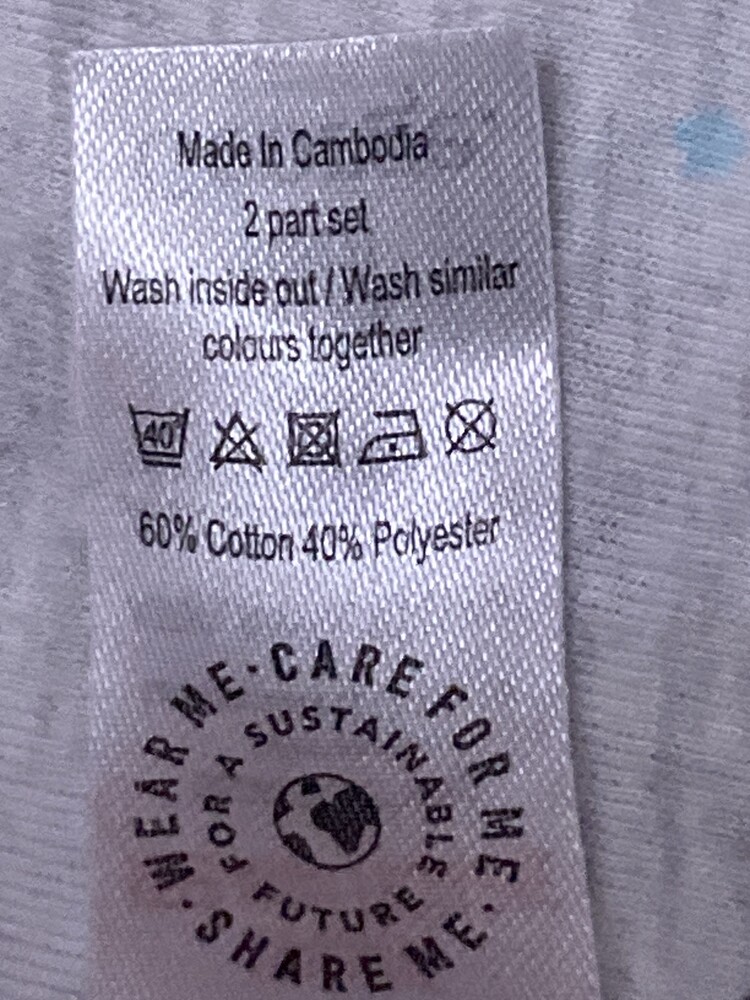 Made In Cambodia
2 part set
Wash inside out / Wash similar
colours together
40
60% Cotton 40% Polyester
WEAR ME · CARE FOR ME · SHARE ME ·
FOR A SUSTAINABLE FUTURE